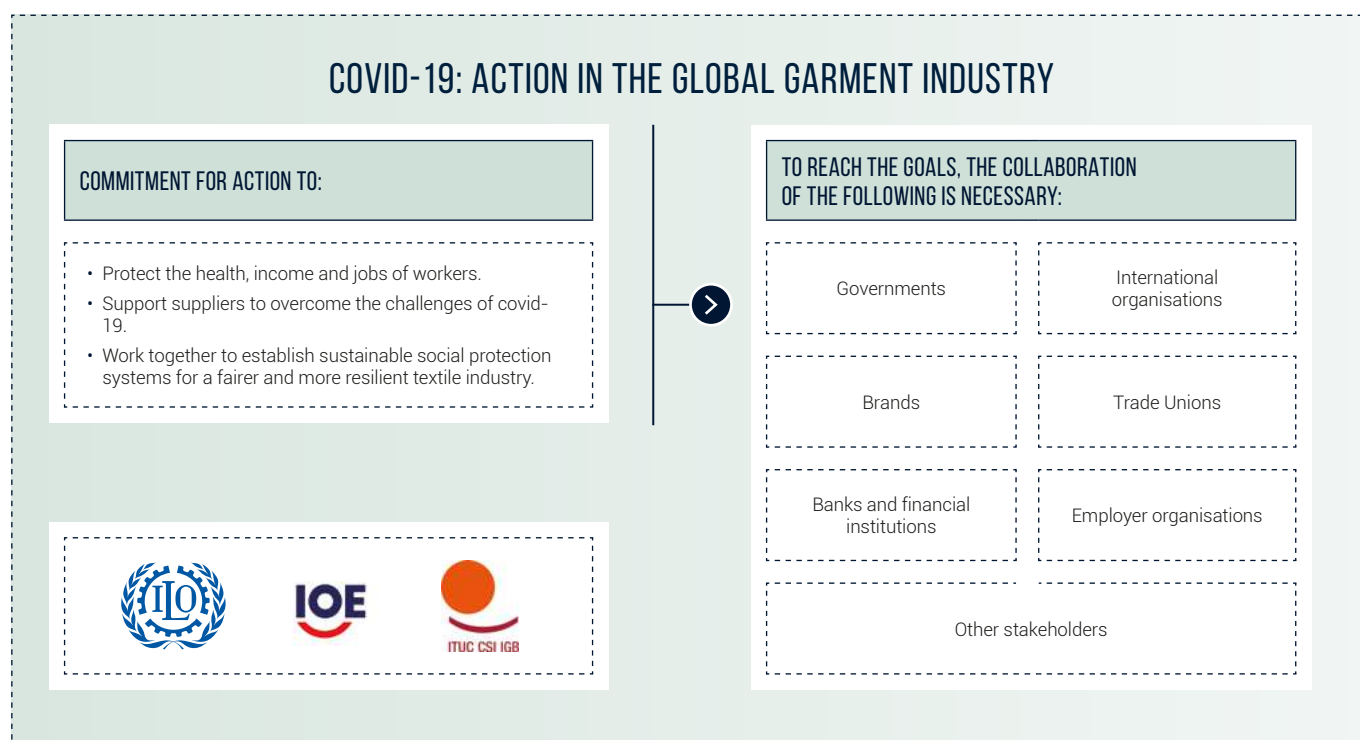 COVID-19: ACTION IN THE GLOBAL GARMENT INDUSTRY
COMMITMENT FOR ACTION TO:
• Protect the health, income and jobs of workers.
• Support suppliers to overcome the challenges of covid-
19.
• Work together to establish sustainable social protection
systems for a fairer and more resilient textile industry.
ILO
IOE
ITUC CSI IGB
TO REACH THE GOALS, THE COLLABORATION
OF THE FOLLOWING IS NECESSARY:
Governments
International
organisations
Brands
Trade Unions
Banks and financial
institutions
Employer organisations
Other stakeholders